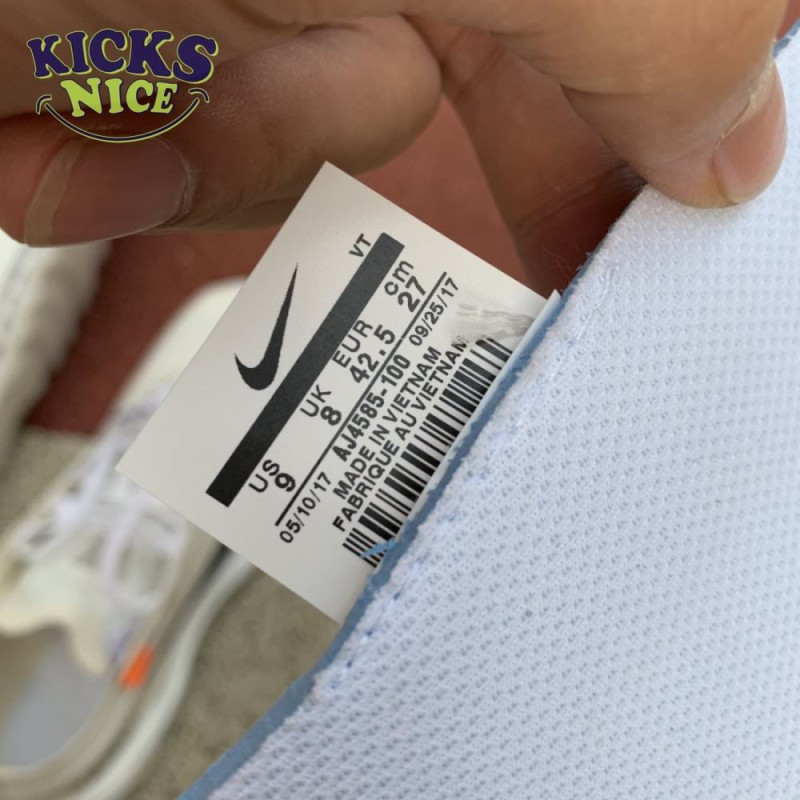 KICKS
NICE
VT
US UK EUR cm
9 8 42.5 27
05/10/17 AJ4585-100 09/25/17
MADE IN VIETNAM
FABRIQUE AU VIETNAM